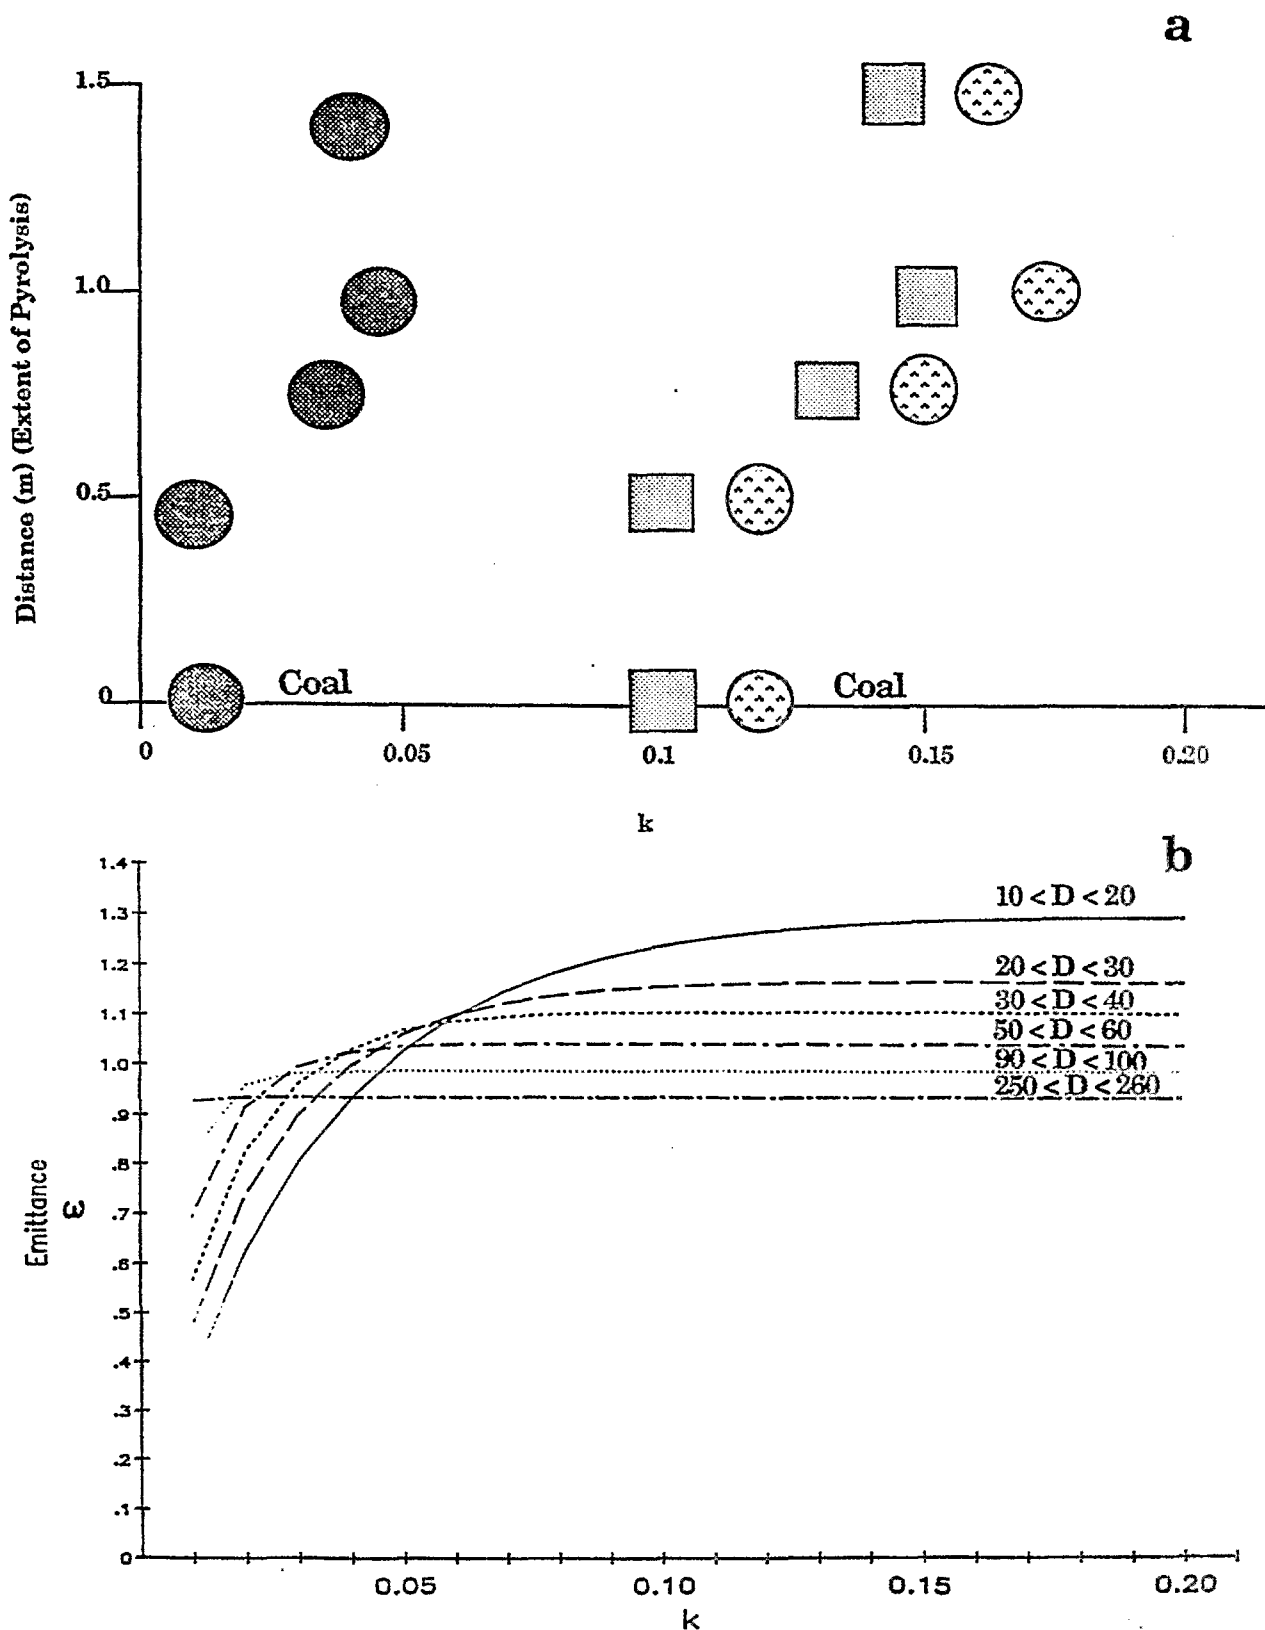 a
1.5
1.0
0.5
0
Distance (m) (Extent of Pyrolysis)
Coal
Coal
0
0.05
0.1
0.15
0.20
k
b
1.4
1.3
1.2
1.1
1.0
.9
.8
.7
.6
.5
.4
.3
.2
.1
0
Emittance
ε
10 < D < 20
20 < D < 30
30 < D < 40
50 < D < 60
90 < D < 100
250 < D < 260
0.05
0.10
0.15
0.20
k